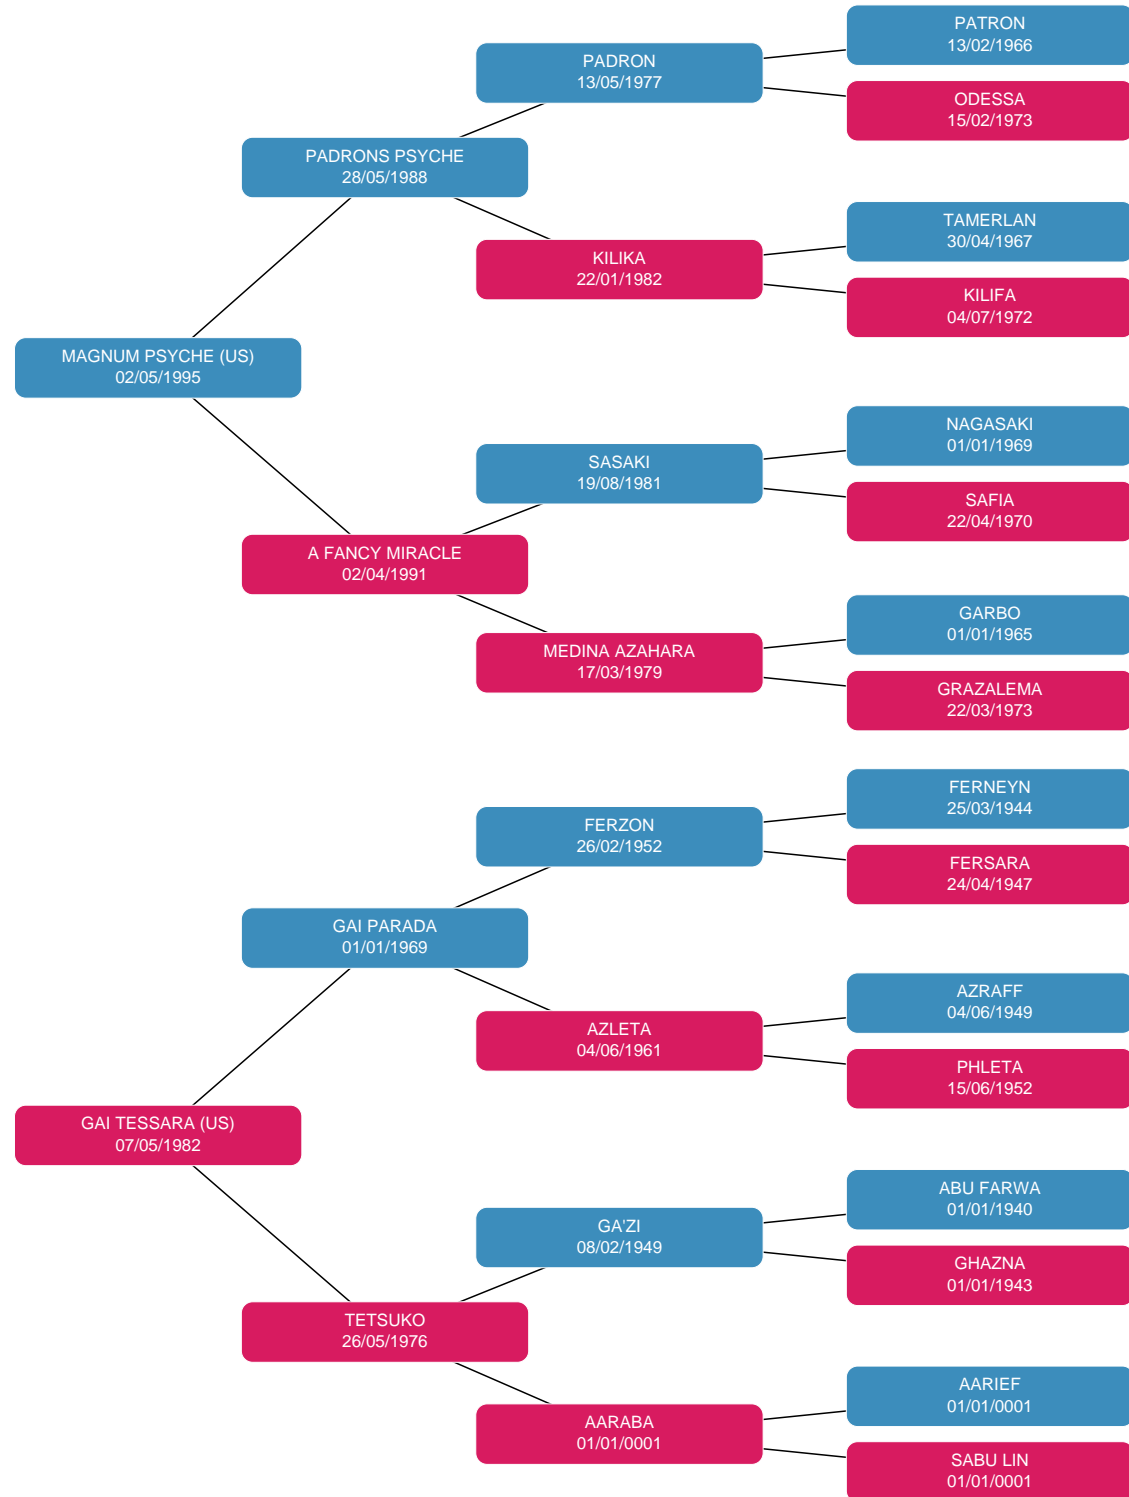 PATRON
13/02/1966
PADRON
13/05/1977
ODESSA
15/02/1973
PADRONS PSYCHE
28/05/1988
TAMERLAN
30/04/1967
KILIKA
22/01/1982
KILIFA
04/07/1972
MAGNUM PSYCHE (US)
02/05/1995
NAGASAKI
01/01/1969
SASAKI
19/08/1981
SAFIA
22/04/1970
A FANCY MIRACLE
02/04/1991
GARBO
01/01/1965
MEDINA AZAHARA
17/03/1979
GRAZALEMA
22/03/1973
FERNEYN
25/03/1944
FERZON
26/02/1952
FERSARA
24/04/1947
GAI PARADA
01/01/1969
AZRAFF
04/06/1949
AZLETA
04/06/1961
PHLETA
15/06/1952
GAI TESSARA (US)
07/05/1982
ABU FARWA
01/01/1940
GA'ZI
08/02/1949
GHAZNA
01/01/1943
TETSUKO
26/05/1976
AARIEF
01/01/0001
AARABA
01/01/0001
SABU LIN
01/01/0001